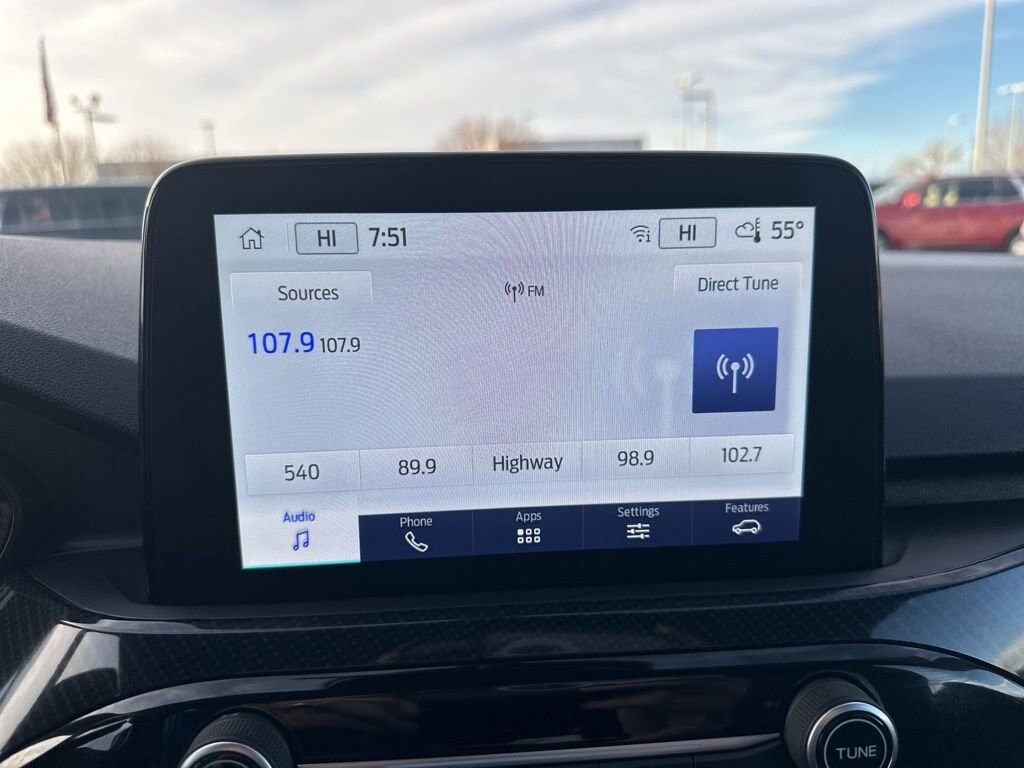 HI 7:51 HI 55°
Sources FM Direct Tune
107.9 107.9
540 89.9 Highway 98.9 102.7
Audio Phone Apps Settings Features
TUNE